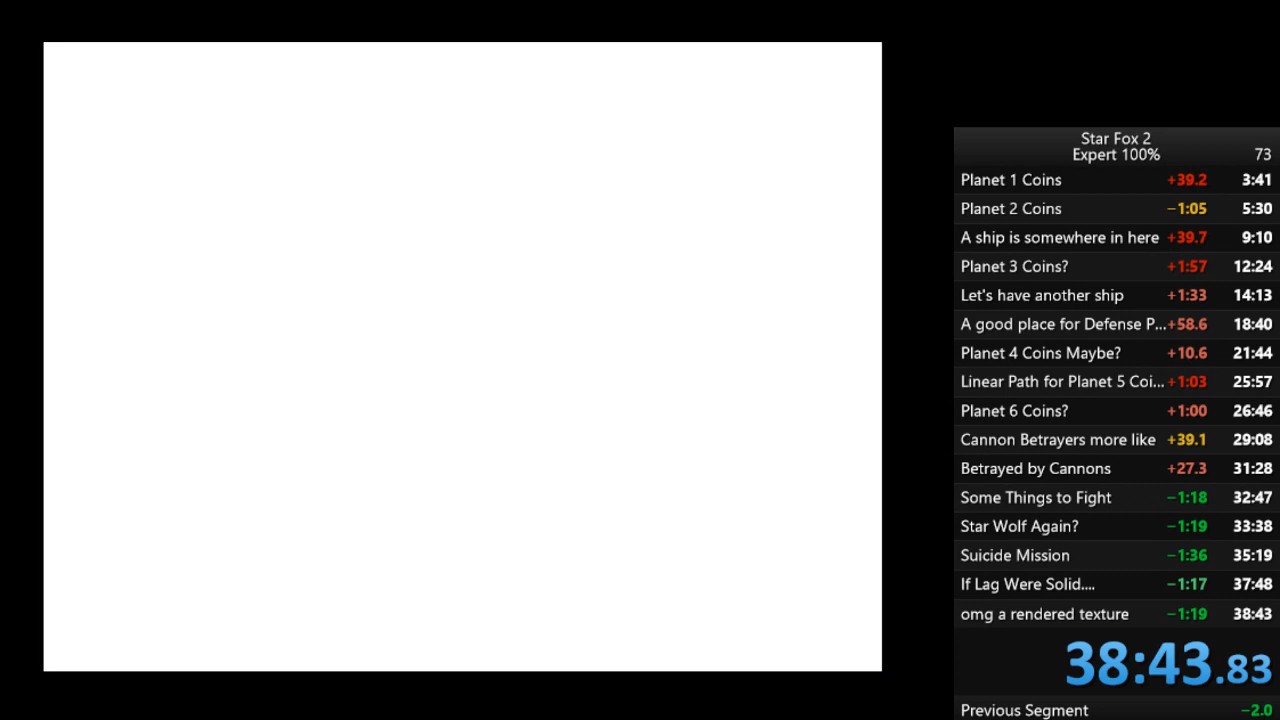 Star Fox 2
Expert 100% 73
Planet 1 Coins +39.2 3:41
Planet 2 Coins −1:05 5:30
A ship is somewhere in here +39.7 9:10
Planet 3 Coins? +1:57 12:24
Let's have another ship +1:33 14:13
A good place for Defense P... +58.6 18:40
Planet 4 Coins Maybe? +10.6 21:44
Linear Path for Planet 5 Coi... +1:03 25:57
Planet 6 Coins? +1:00 26:46
Cannon Betrayers more like +39.1 29:08
Betrayed by Cannons +27.3 31:28
Some Things to Fight −1:18 32:47
Star Wolf Again? −1:19 33:38
Suicide Mission −1:36 35:19
If Lag Were Solid.... −1:17 37:48
omg a rendered texture −1:19 38:43
38:43.83
Previous Segment −2.0